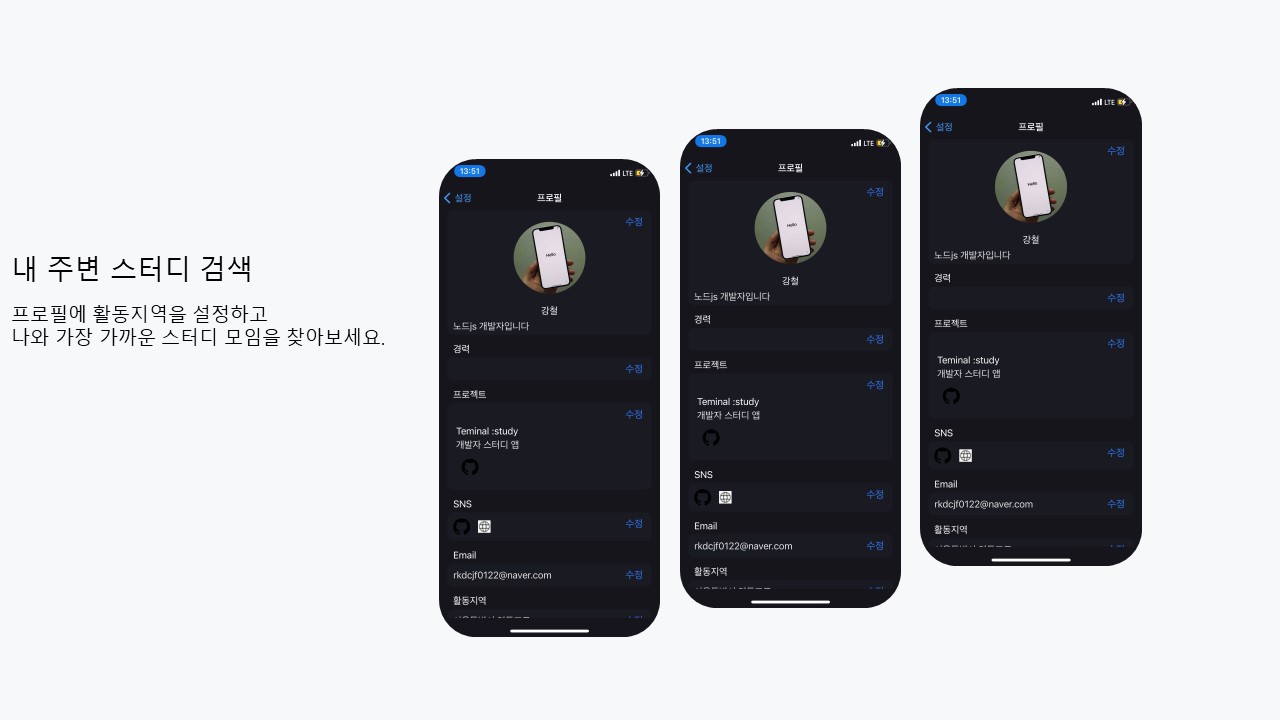 내 주변 스터디 검색
프로필에 활동지역을 설정하고
나와 가장 가까운 스터디 모임을 찾아보세요.
13:51
LTE
설정
프로필
수정
Hello
강철
노드js 개발자입니다
경력
수정
프로젝트
수정
Teminal :study
개발자 스터디 앱
SNS
수정
Email
rkdcjf0122@naver.com
수정
활동지역
13:51
LTE
설정
프로필
수정
Hello
강철
노드js 개발자입니다
경력
수정
프로젝트
수정
Teminal :study
개발자 스터디 앱
SNS
수정
Email
rkdcjf0122@naver.com
수정
활동지역
13:51
LTE
설정
프로필
수정
Hello
강철
노드js 개발자입니다
경력
수정
프로젝트
수정
Teminal :study
개발자 스터디 앱
SNS
수정
Email
rkdcjf0122@naver.com
수정
활동지역